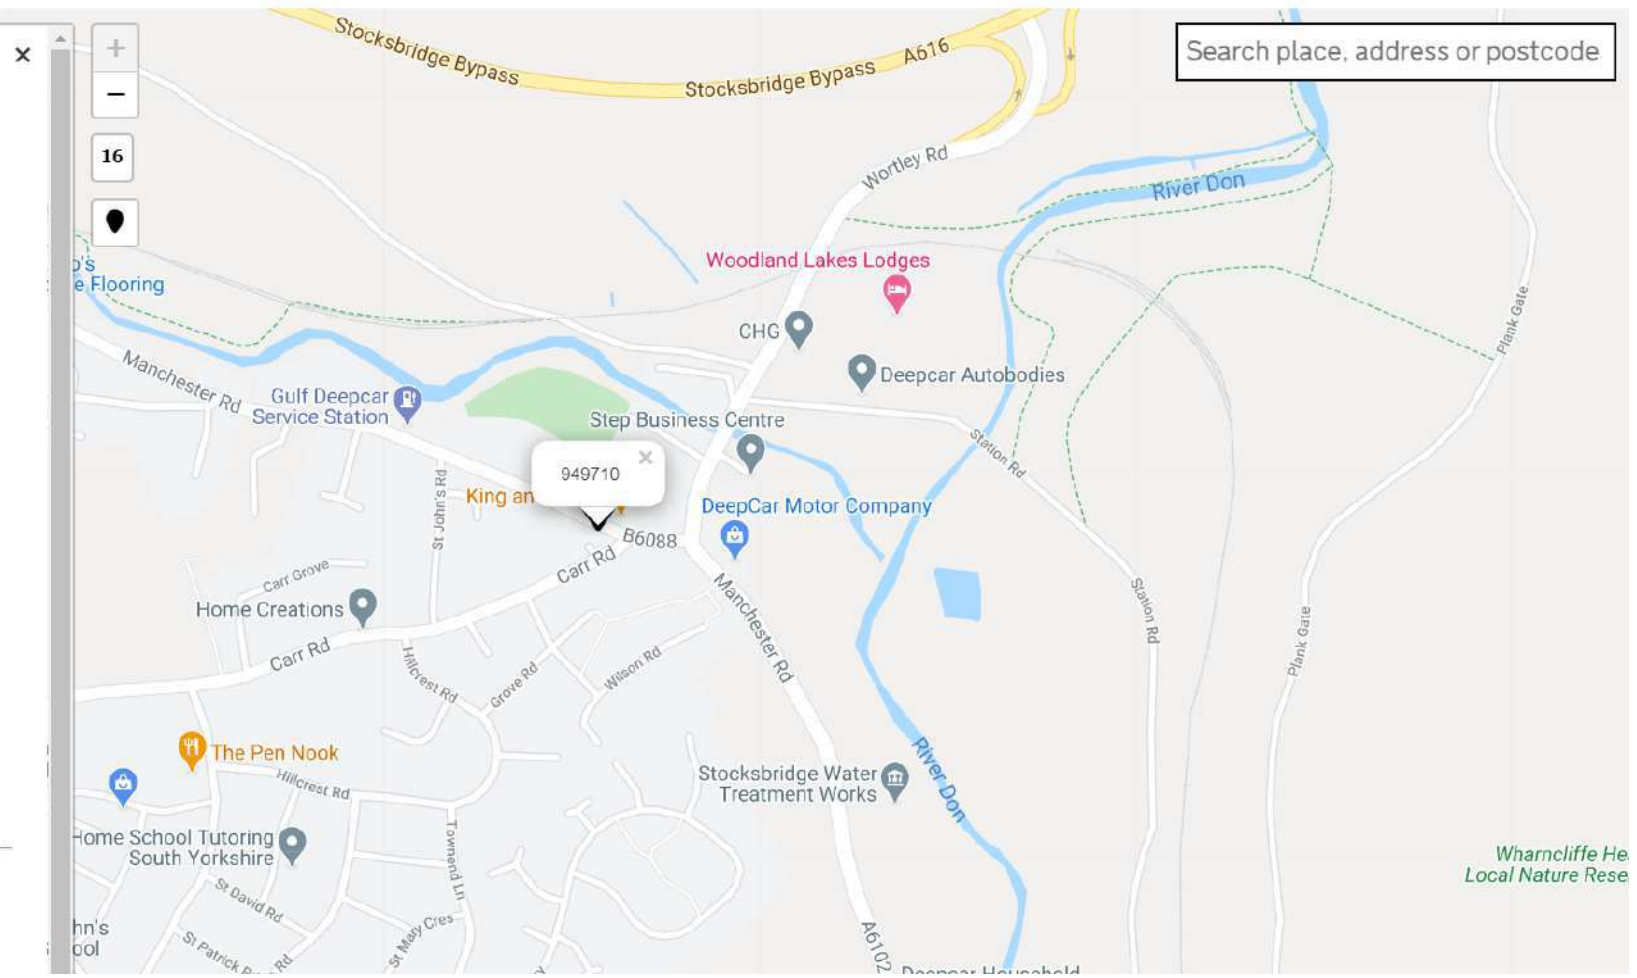 ×
+
−
16
Search place, address or postcode
Stocksbridge Bypass
Stocksbridge Bypass
A616
Wortley Rd
River Don
Woodland Lakes Lodges
Flooring
CHG
Plank Gate
Manchester Rd
Gulf Deepcar
Service Station
Deepcar Autobodies
Step Business Centre
Station Rd
949710
×
St John's Rd
King an
DeepCar Motor Company
B6088
Carr Rd
Carr Grove
Home Creations
Manchester Rd
Station Rd
Plank Gate
Carr Rd
Hillcrest Rd
Grove Rd
Wilson Rd
The Pen Nook
Hillcrest Rd
Stocksbridge Water
Treatment Works
River Don
Home School Tutoring
South Yorkshire
Townend Ln
Wharncliffe He
Local Nature Rese
St David Rd
hn's
ool
St Mary Cres
St Patrick
Rd
A6102
Deepcar Household